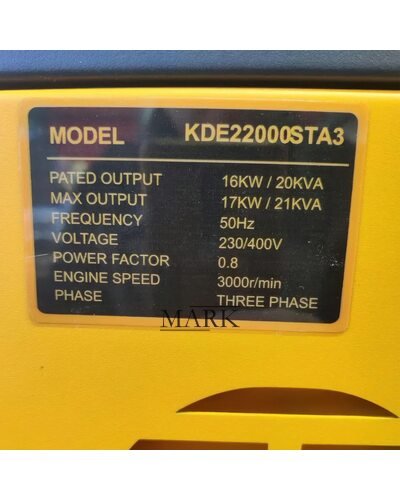 MODEL KDE22000STA3
PATED OUTPUT 16KW / 20KVA
MAX OUTPUT 17KW / 21KVA
FREQUENCY 50Hz
VOLTAGE 230/400V
POWER FACTOR 0.8
ENGINE SPEED 3000r/min
PHASE THREE PHASE
MARK